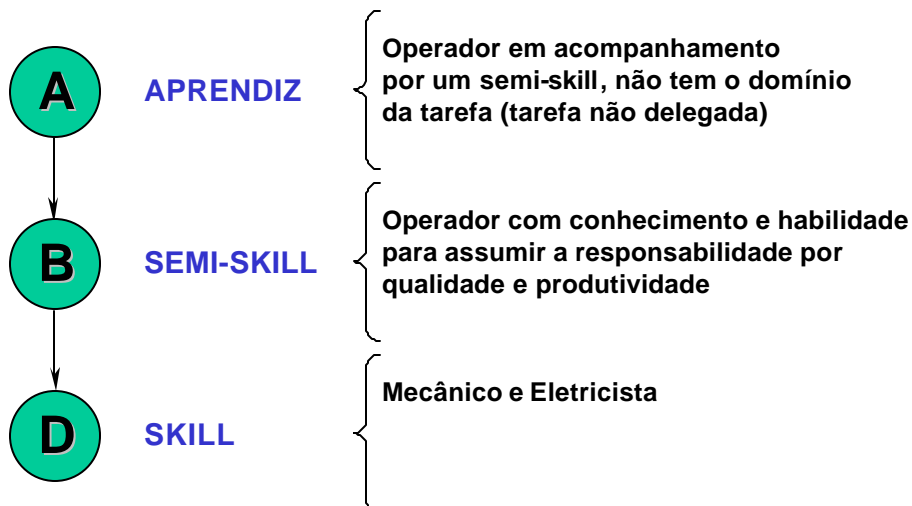 A
APRENDIZ
Operador em acompanhamento
por um semi-skill, não tem o domínio
da tarefa (tarefa não delegada)
B
SEMI-SKILL
Operador com conhecimento e habilidade
para assumir a responsabilidade por
qualidade e produtividade
D
SKILL
Mecânico e Eletricista